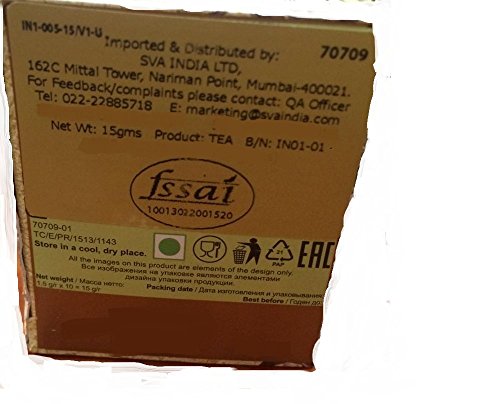 IN1-005-15/V1-U
Imported & Distributed by: 70709
SVA INDIA LTD,
162C Mittal Tower, Nariman Point, Mumbai-400021.
For Feedback/complaints please contact: QA Officer
Tel: 022-22885718 E: marketing@svaindia.com
Net Wt: 15gms Product: TEA B/N: IN01-01
fssai
10013022001520
70709-01
TC/E/PR/1513/1143
Store in a cool, dry place.
21
PAP
EAC
All the images on this product are elements of the design only.
Все изображения на упаковке являются элементами
дизайна упаковки продукции.
Net weight / Масса нетто:
1.5 g/г x 10 = 15 g/г
Packing date / Дата изготовления и упаковывания
Best before / Годен до: